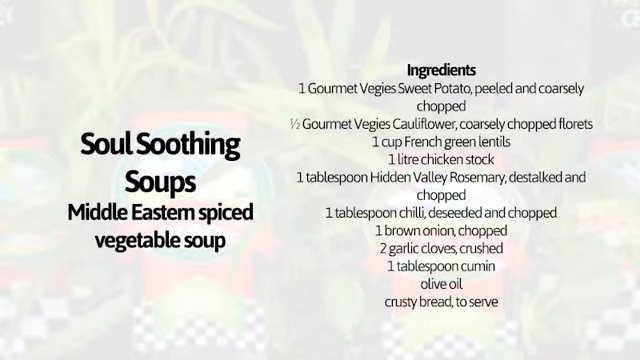 Soul Soothing
Soups
Middle Eastern spiced
vegetable soup
Ingredients
1 Gourmet Vegies Sweet Potato, peeled and coarsely
chopped
½ Gourmet Vegies Cauliflower, coarsely chopped florets
1 cup French green lentils
1 litre chicken stock
1 tablespoon Hidden Valley Rosemary, destalked and
chopped
1 tablespoon chilli, deseeded and chopped
1 brown onion, chopped
2 garlic cloves, crushed
1 tablespoon cumin
olive oil
crusty bread, to serve